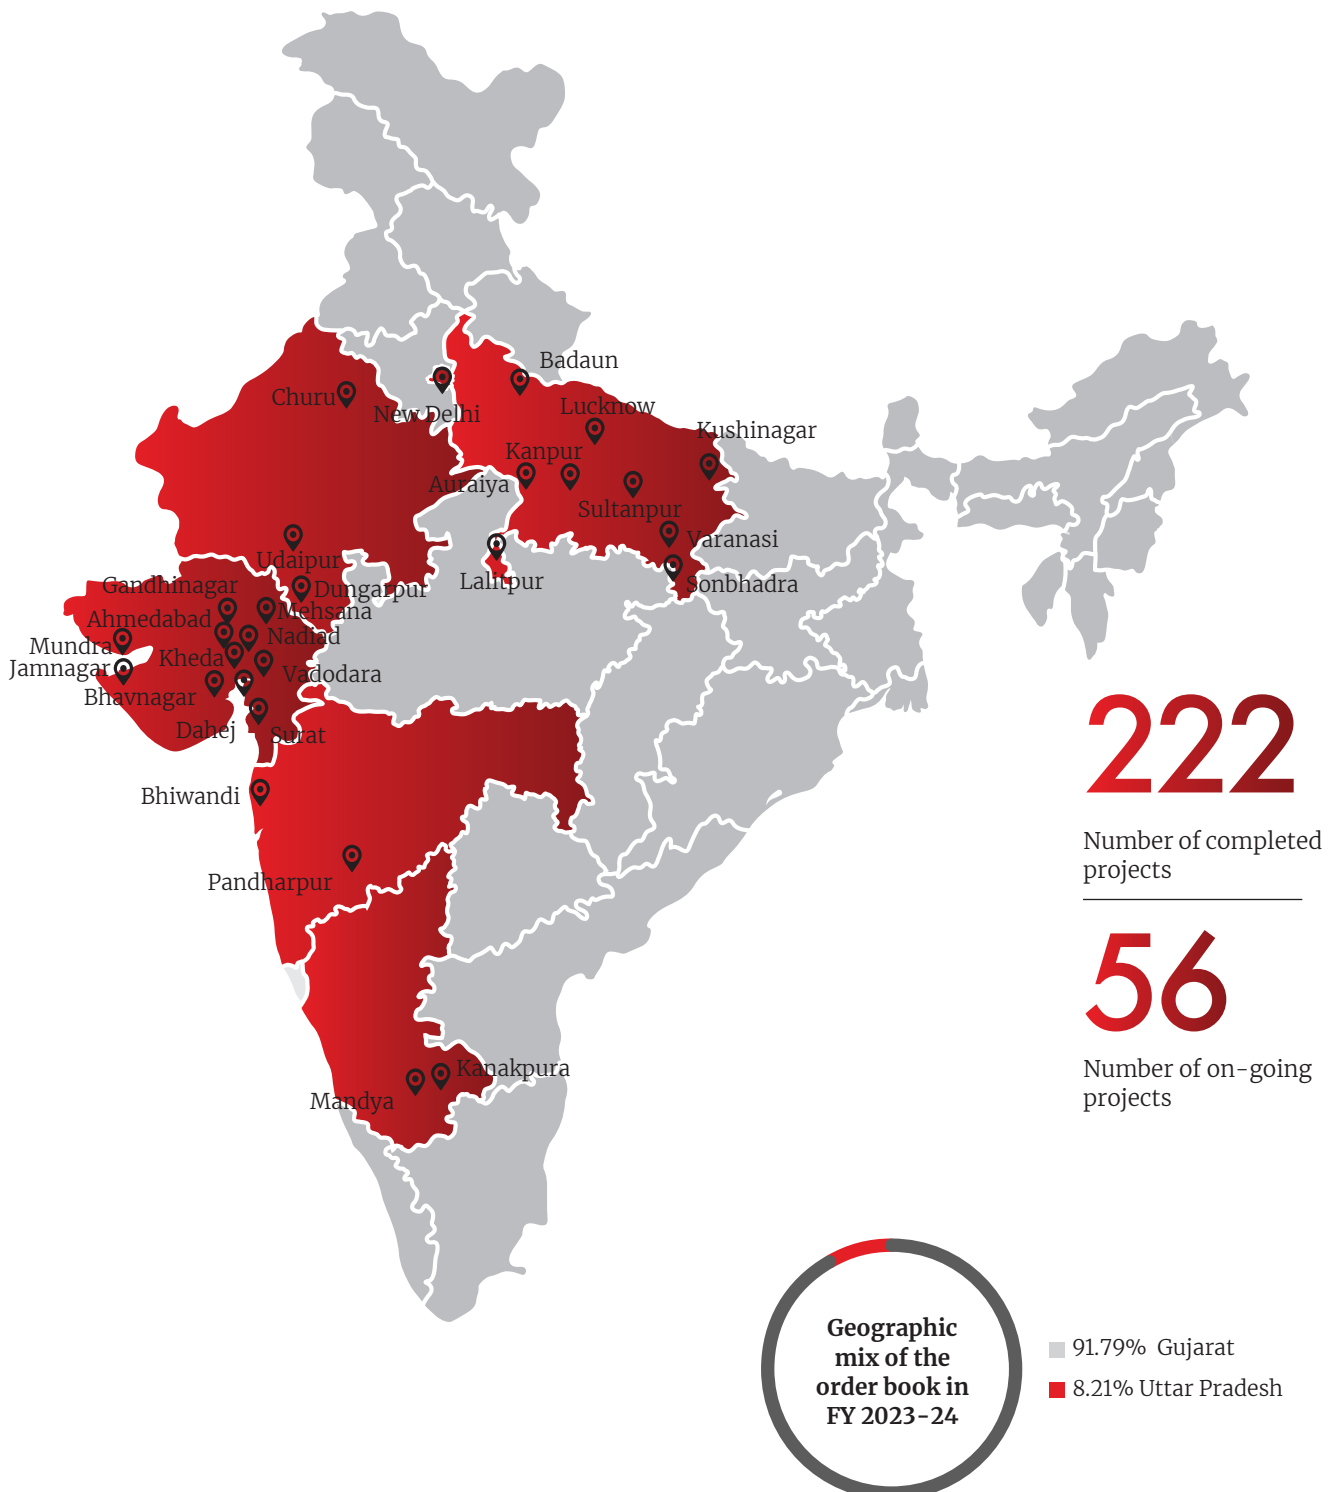 Badaun
Churu
New Delhi
Lucknow
Kushinagar
Kanpur
Auraiya
Sultanpur
Varanasi
Udaipur
Lalitpur
Sonbhadra
Gandhinagar
Dungarpur
Mehsana
Ahmedabad
Nadiad
Mundra
Kheda
Jamnagar
Vadodara
Bhavnagar
Dahej
Surat
Bhiwandi
Pandharpur
Kanakpura
Mandya
222
Number of completed
projects
56
Number of on-going
projects
Geographic
mix of the
order book in
FY 2023-24
91.79% Gujarat
8.21% Uttar Pradesh